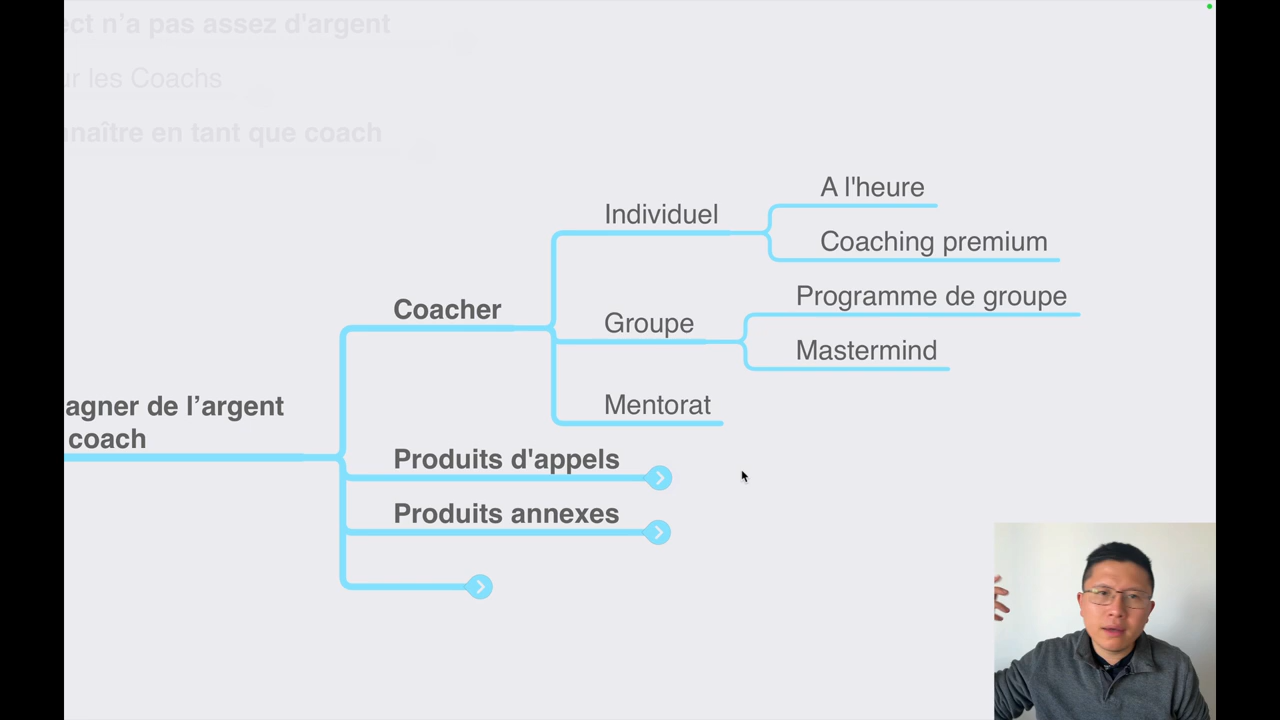 ect n’a pas assez d'argent
ur les Coachs
naître en tant que coach
A l'heure
Individuel
Coaching premium
Programme de groupe
Coacher
Groupe
Mastermind
Mentorat
agner de l’argent
coach
Produits d'appels
Produits annexes